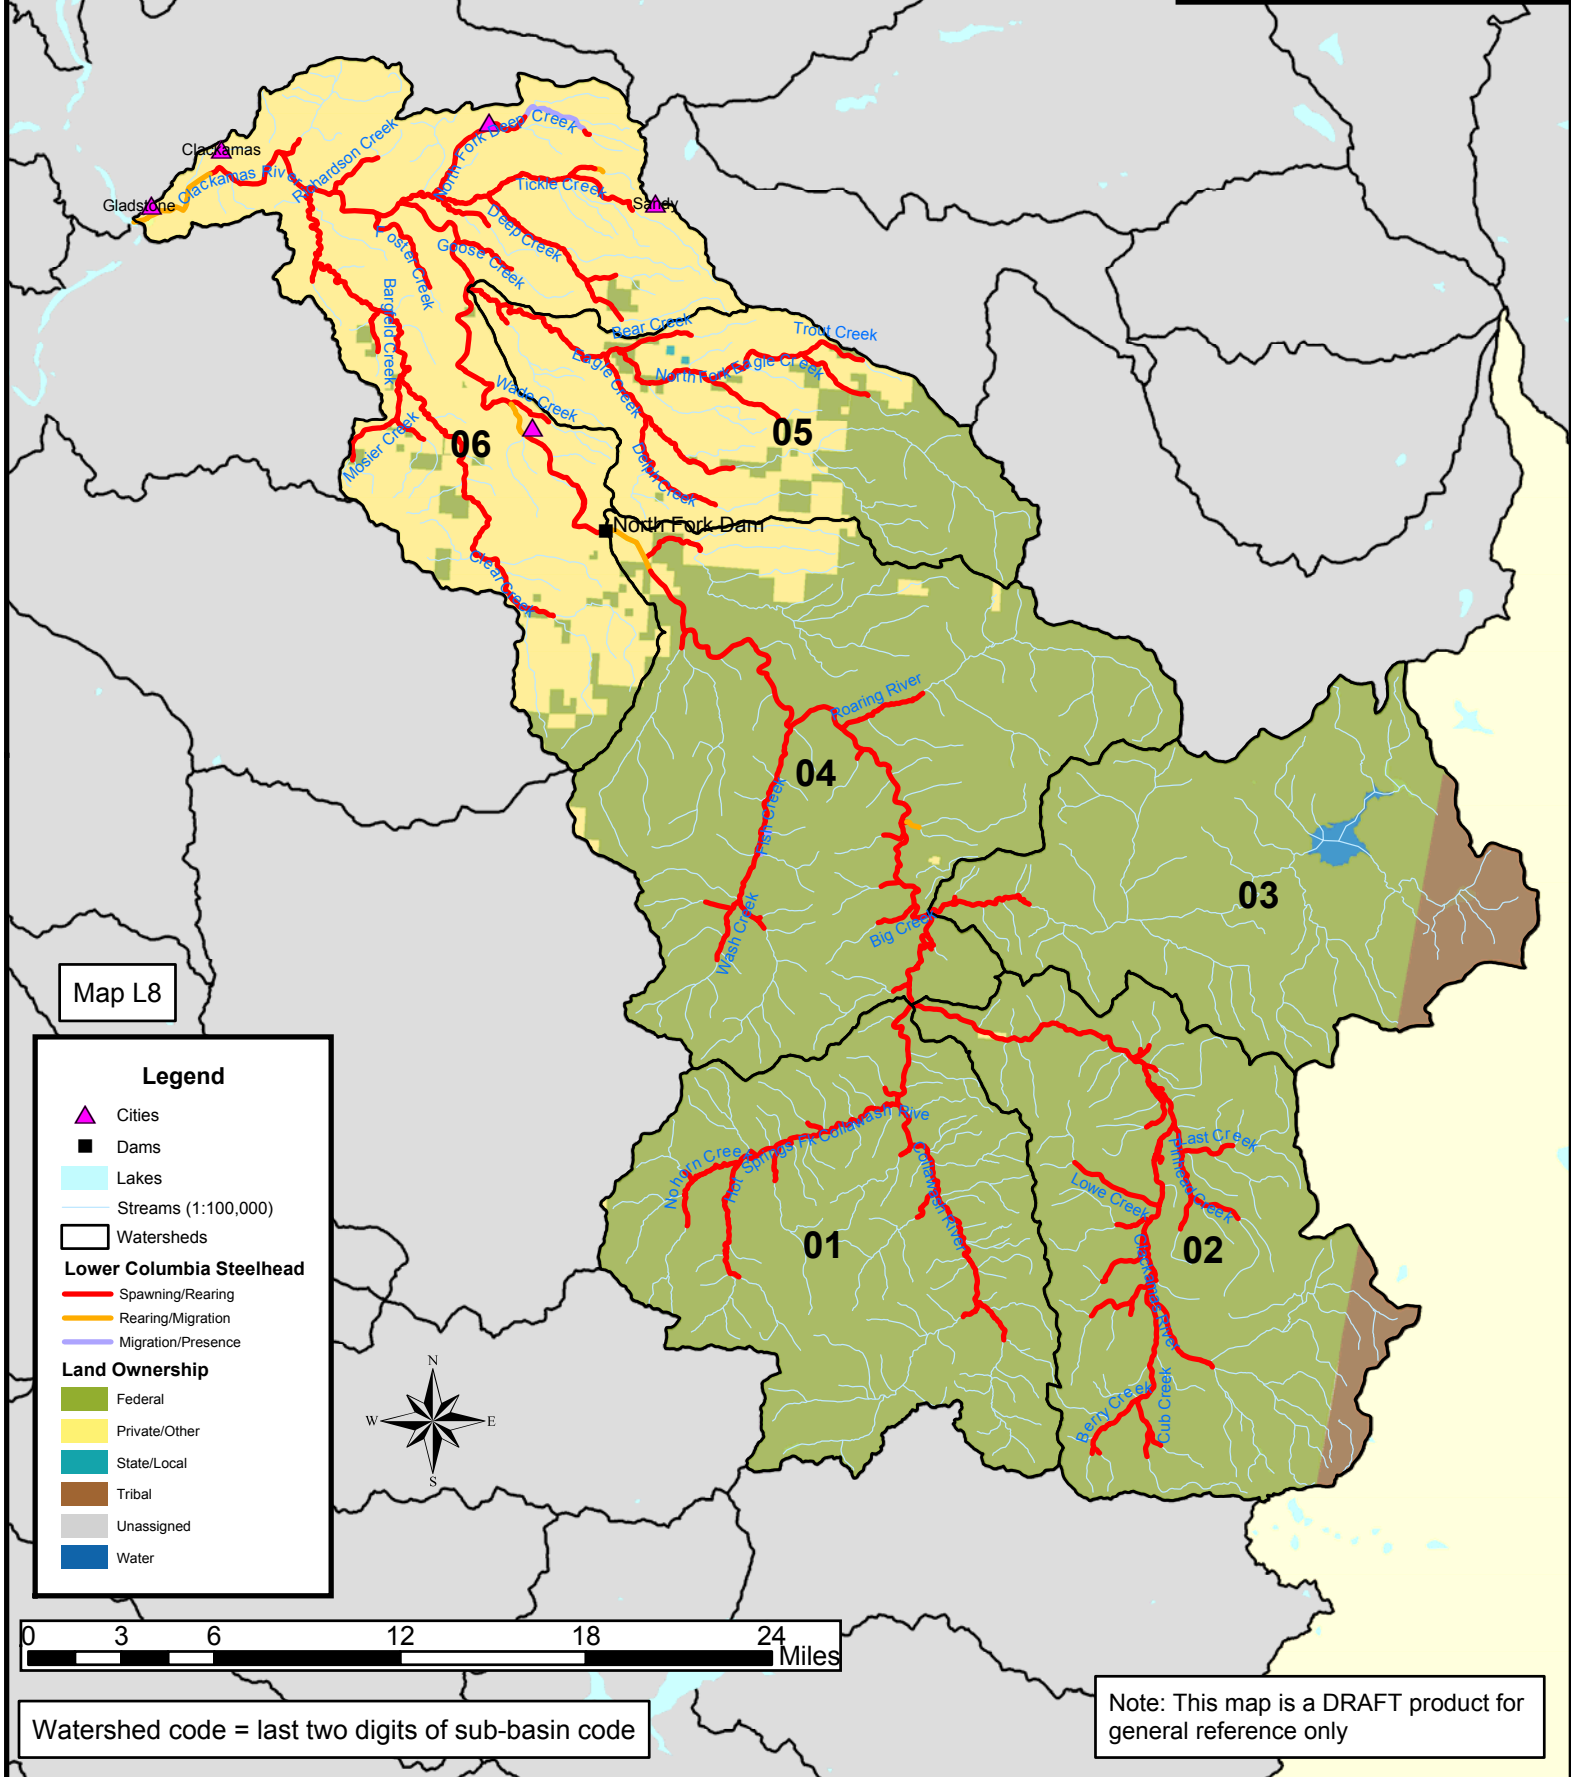 Clackamas
Gladstone
Clackamas River
Richardson Creek
North Fork Deep Creek
Tickle Creek
Sandy
Deep Creek
Foster Creek
Goose Creek
Bargfeld Creek
Bear Creek
Trout Creek
Eagle Creek
North Fork Eagle Creek
Wade Creek
05
06
Mosier Creek
Delph Creek
North Fork Dam
Clear Creek
Roaring River
04
Fish Creek
03
Wash Creek
Big Creek
Map L8
Legend
Cities
Dams
Lakes
Streams (1:100,000)
Watersheds
Lower Columbia Steelhead
Spawning/Rearing
Rearing/Migration
Migration/Presence
Land Ownership
Federal
Private/Other
State/Local
Tribal
Unassigned
Water
Nohorn Cree
Hot Springs Fk Collawash Rive
Collawash River
01
Last Creek
Pinhead Creek
Lowe Creek
02
Clackamas River
Berry Creek
Cub Creek
N
W E
S
0 3 6 12 18 24
Miles
Watershed code = last two digits of sub-basin code
Note: This map is a DRAFT product for
general reference only